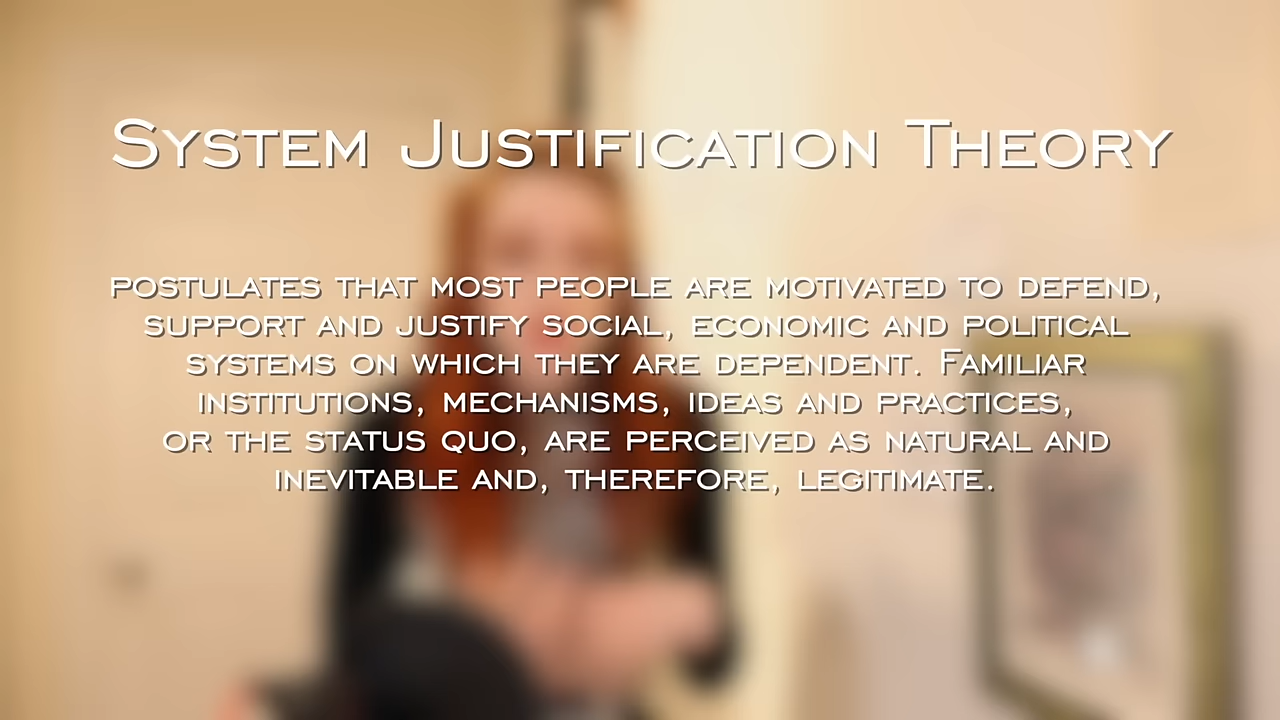 System Justification Theory
postulates that most people are motivated to defend,
support and justify social, economic and political
systems on which they are dependent. Familiar
institutions, mechanisms, ideas and practices,
or the status quo, are perceived as natural and
inevitable and, therefore, legitimate.